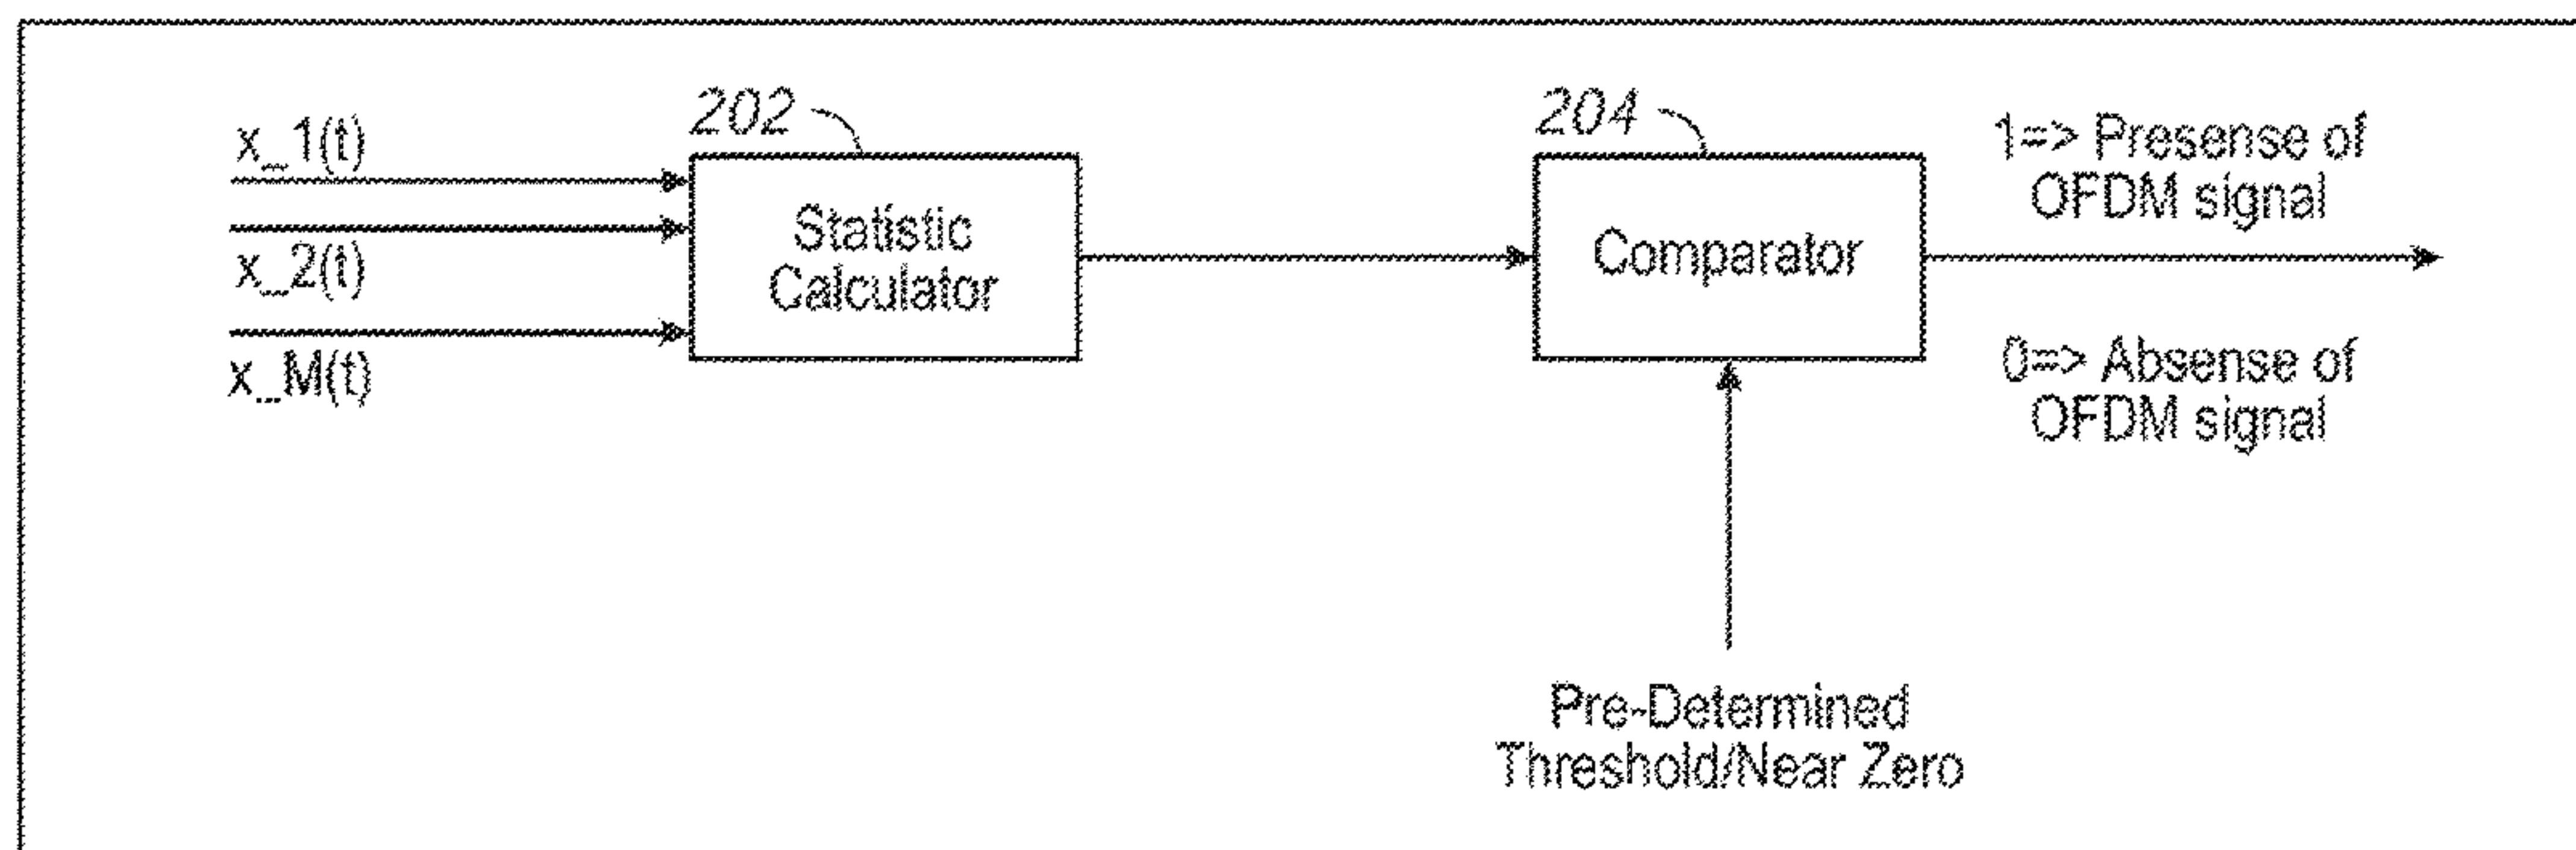 202
204
x_1(t)
1=> Presense of
OFDM signal
x_2(t)
Statistic
Calculator
Comparator
x_M(t)
0=> Absense of
OFDM signal
Pre-Determined
Threshold/Near Zero